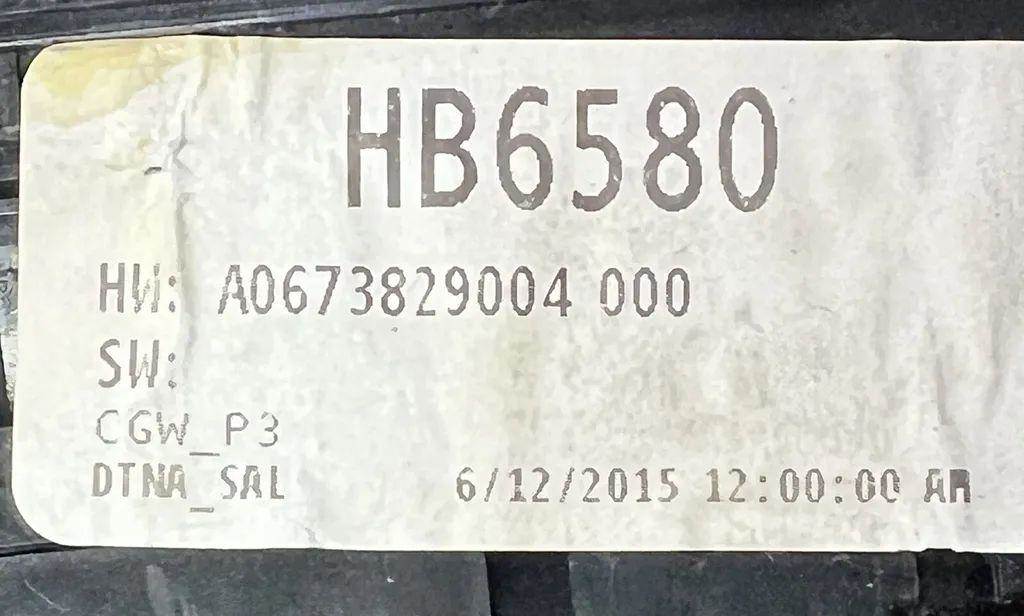 HB6580
HW: A0673829004 000
SW:
CGW_P3
DTNA_SAL 6/12/2015 12:00:00 AM